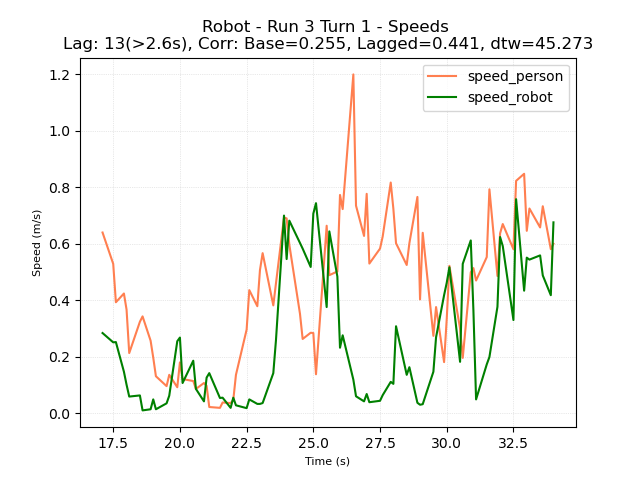 Robot - Run 3 Turn 1 - Speeds
Lag: 13(>2.6s), Corr: Base=0.255, Lagged=0.441, dtw=45.273
speed_person
speed_robot
1.2
1.0
0.8
0.6
0.4
0.2
0.0
Speed (m/s)
17.5 20.0 22.5 25.0 27.5 30.0 32.5
Time (s)